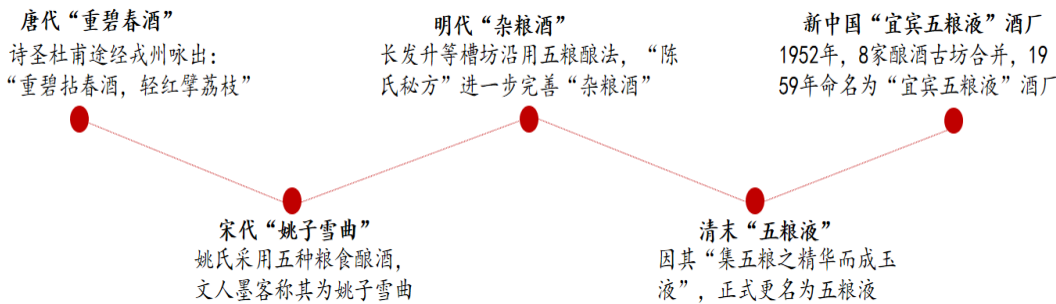 唐代“重碧春酒”
诗圣杜甫途经戎州咏出：
“重碧拈春酒，轻红擘荔枝”
宋代“姚子雪曲”
姚氏采用五种粮食酿酒，
文人墨客称其为姚子雪曲
明代“杂粮酒”
长发升等槽坊沿用五粮酿法，“陈
氏秘方”进一步完善“杂粮酒”
清末“五粮液”
因其“集五粮之精华而成玉
液”，正式更名为五粮液
新中国“宜宾五粮液”酒厂
1952年，8家酿酒古坊合并，19
59年命名为“宜宾五粮液”酒厂